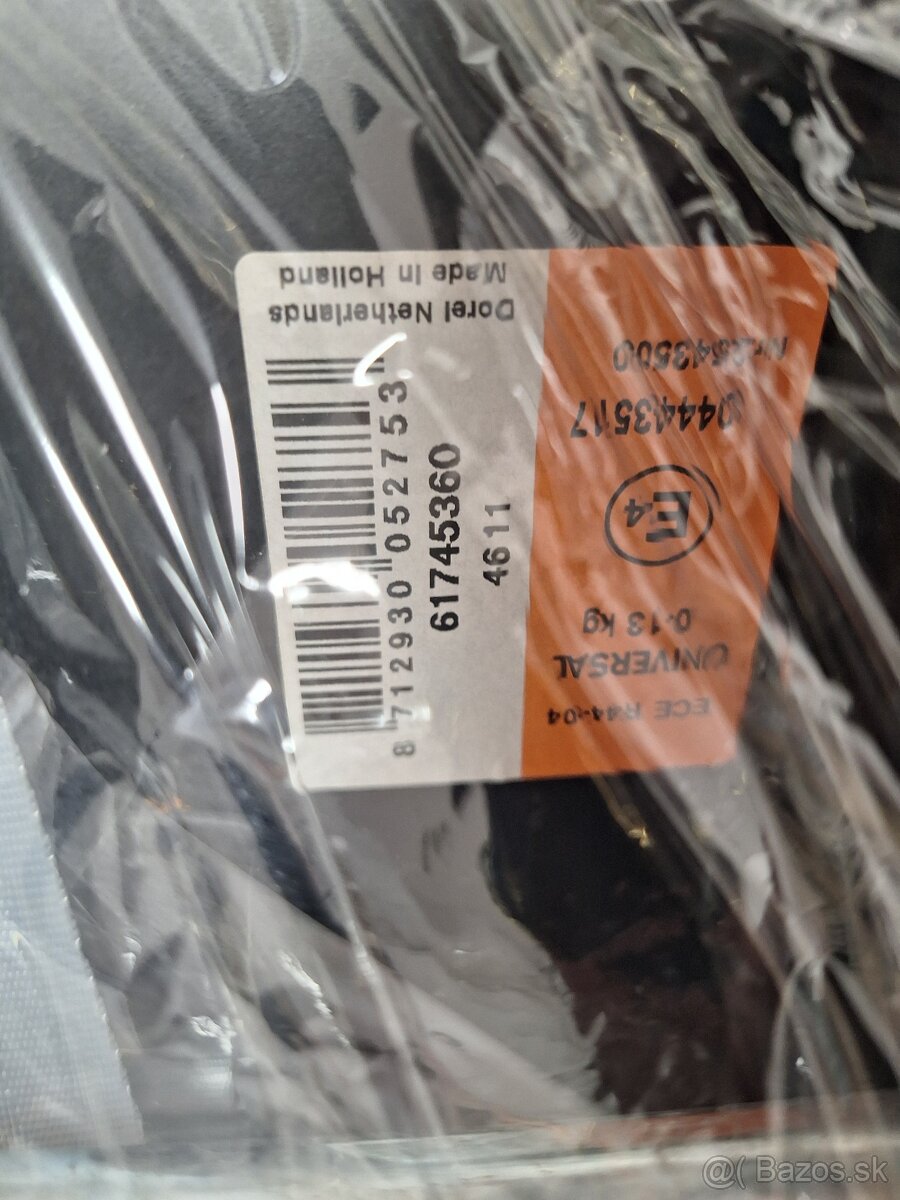 ECE R44-04
UNIVERSAL
0-13 kg
E4
04443517
Dorel Netherlands
Made in Holland
8 712930 052753
61745360
4611
@( Bazos.sk